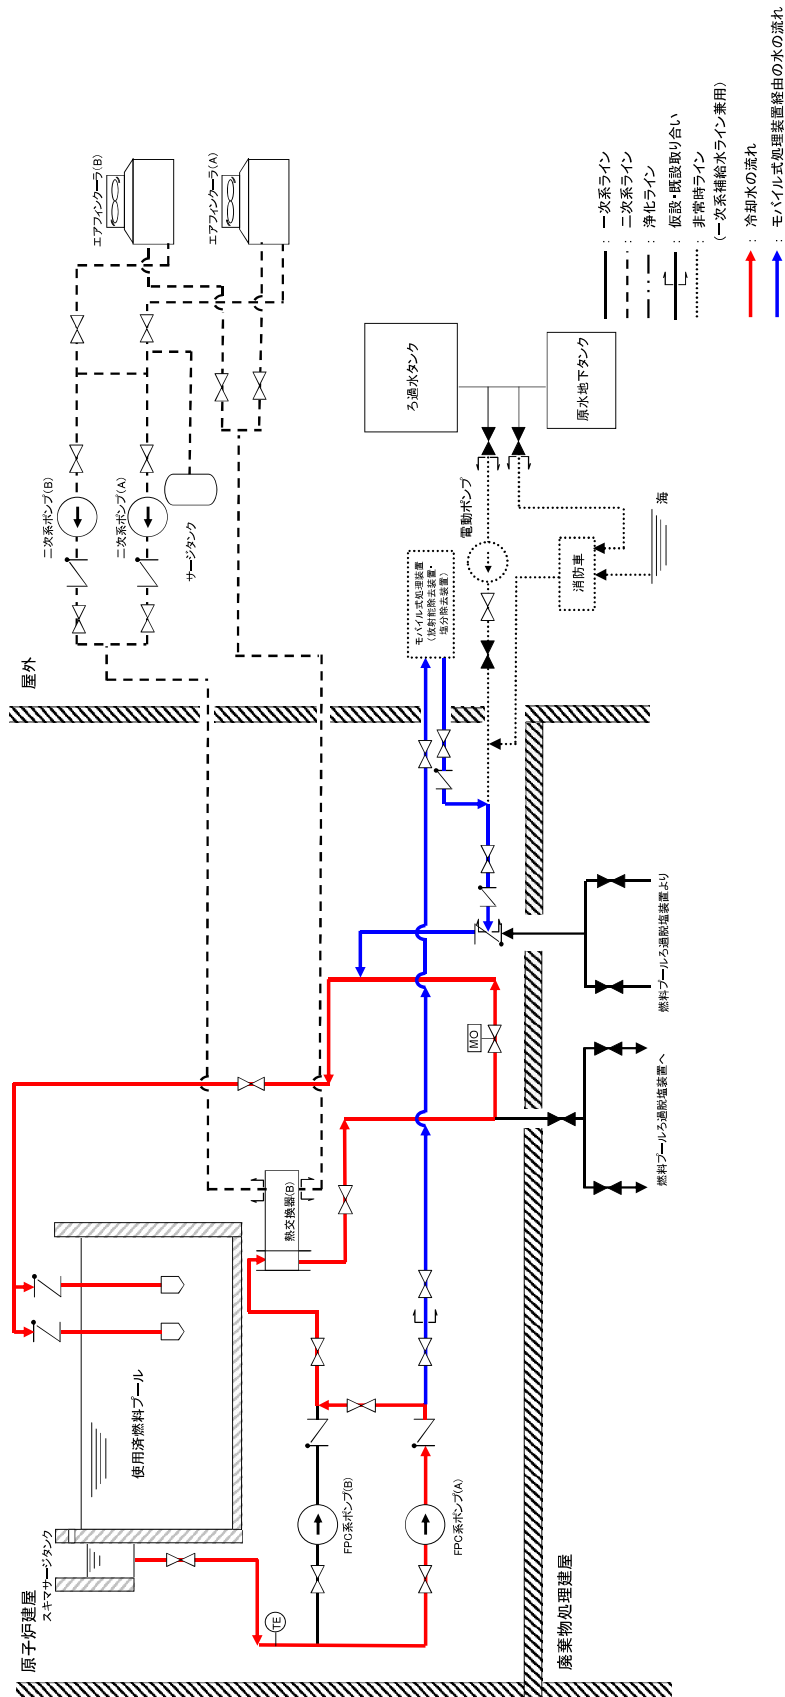 原子炉建屋
スキマサージタンク
使用済燃料プール
TE
FPC系ポンプ(B)
FPC系ポンプ(A)
熱交換器(B)
MO
廃棄物処理建屋
燃料プールろ過脱塩装置へ
燃料プールろ過脱塩装置より
屋外
二次系ポンプ(B)
二次系ポンプ(A)
サージタンク
エアフィンクーラ(B)
エアフィンクーラ(A)
モバイル式処理装置
(放射能除去装置・
塩分除去装置)
電動ポンプ
消防車
海
ろ過水タンク
原水地下タンク
: 一次系ライン
: 二次系ライン
: 浄化ライン
: 仮設・既設取り合い
: 非常時ライン
(一次系補給水ライン兼用)
: 冷却水の流れ
: モバイル式処理装置経由の水の流れ